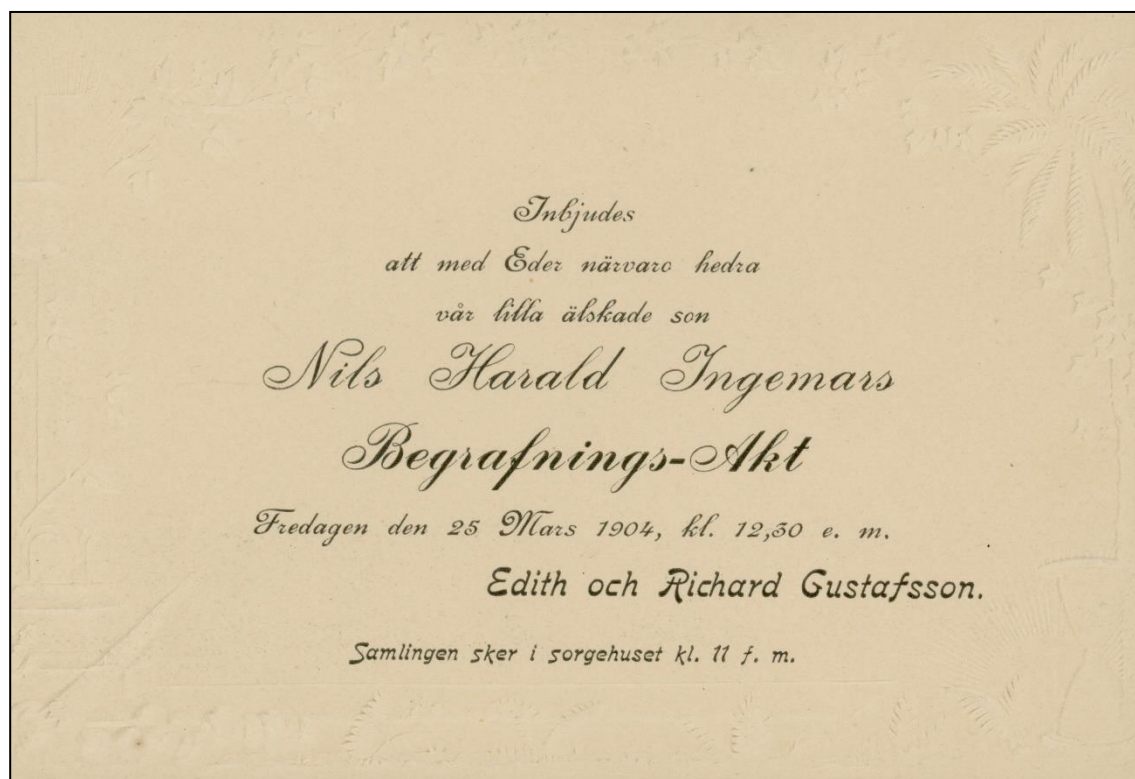 Inbjudes
att med Eder närvaro hedra
vår lilla älskade son
Nils Harald Ingemars
Begrafnings-Akt
Fredagen den 25 Mars 1904, kl. 12,30 e. m.
Edith och Richard Gustafsson.
Samlingen sker i sorgehuset kl. 11 f. m.